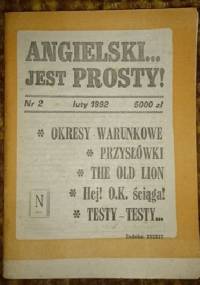 ANGIELSKI...
JEST PROSTY!
Nr 2 luty 1992 5000 zł
* OKRESY WARUNKOWE
* PRZYSŁÓWKI
* THE OLD LION
* Hej! O.K. ściąga!
* TESTY - TESTY...
N